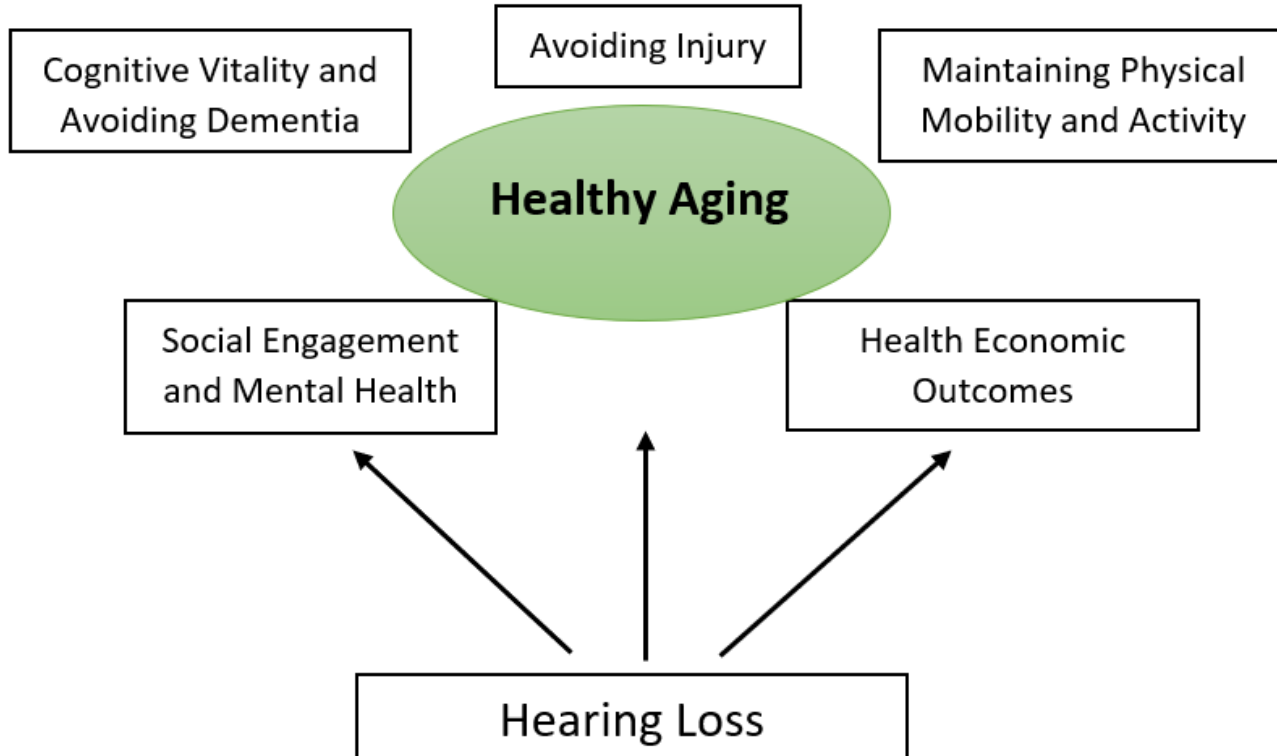 Avoiding Injury
Cognitive Vitality and
Avoiding Dementia
Maintaining Physical
Mobility and Activity
Healthy Aging
Social Engagement
and Mental Health
Health Economic
Outcomes
Hearing Loss